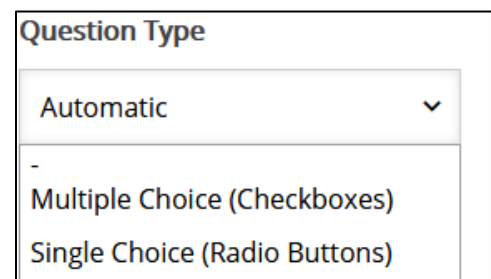 Question Type
Automatic
-
Multiple Choice (Checkboxes)
Single Choice (Radio Buttons)